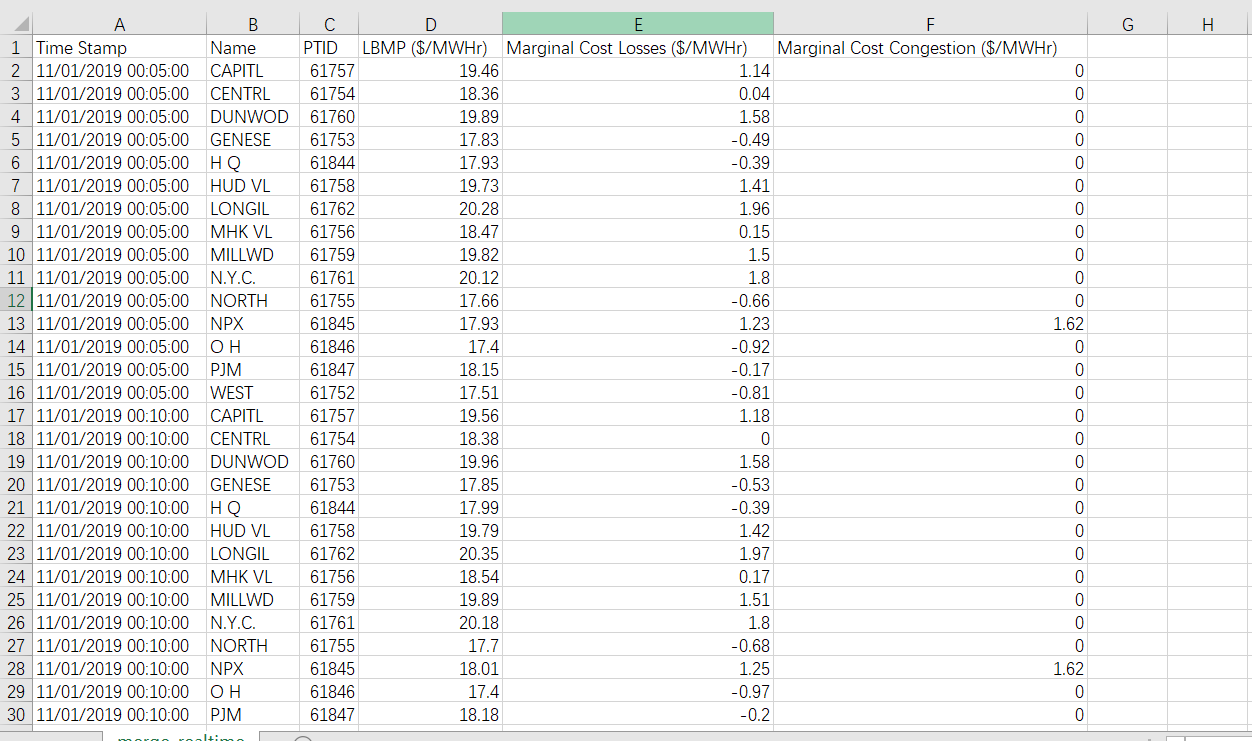 A B C D E F G H
1 Time Stamp Name PTID LBMP ($/MWHr) Marginal Cost Losses ($/MWHr) Marginal Cost Congestion ($/MWHr)
2 11/01/2019 00:05:00 CAPITL 61757 19.46 1.14 0
3 11/01/2019 00:05:00 CENTRL 61754 18.36 0.04 0
4 11/01/2019 00:05:00 DUNWOD 61760 19.89 1.58 0
5 11/01/2019 00:05:00 GENESE 61753 17.83 -0.49 0
6 11/01/2019 00:05:00 H Q 61844 17.93 -0.39 0
7 11/01/2019 00:05:00 HUD VL 61758 19.73 1.41 0
8 11/01/2019 00:05:00 LONGIL 61762 20.28 1.96 0
9 11/01/2019 00:05:00 MHK VL 61756 18.47 0.15 0
10 11/01/2019 00:05:00 MILLWD 61759 19.82 1.5 0
11 11/01/2019 00:05:00 N.Y.C. 61761 20.12 1.8 0
12 11/01/2019 00:05:00 NORTH 61755 17.66 -0.66 0
13 11/01/2019 00:05:00 NPX 61845 17.93 1.23 1.62
14 11/01/2019 00:05:00 O H 61846 17.4 -0.92 0
15 11/01/2019 00:05:00 PJM 61847 18.15 -0.17 0
16 11/01/2019 00:05:00 WEST 61752 17.51 -0.81 0
17 11/01/2019 00:10:00 CAPITL 61757 19.56 1.18 0
18 11/01/2019 00:10:00 CENTRL 61754 18.38 0 0
19 11/01/2019 00:10:00 DUNWOD 61760 19.96 1.58 0
20 11/01/2019 00:10:00 GENESE 61753 17.85 -0.53 0
21 11/01/2019 00:10:00 H Q 61844 17.99 -0.39 0
22 11/01/2019 00:10:00 HUD VL 61758 19.79 1.42 0
23 11/01/2019 00:10:00 LONGIL 61762 20.35 1.97 0
24 11/01/2019 00:10:00 MHK VL 61756 18.54 0.17 0
25 11/01/2019 00:10:00 MILLWD 61759 19.89 1.51 0
26 11/01/2019 00:10:00 N.Y.C. 61761 20.18 1.8 0
27 11/01/2019 00:10:00 NORTH 61755 17.7 -0.68 0
28 11/01/2019 00:10:00 NPX 61845 18.01 1.25 1.62
29 11/01/2019 00:10:00 O H 61846 17.4 -0.97 0
30 11/01/2019 00:10:00 PJM 61847 18.18 -0.2 0